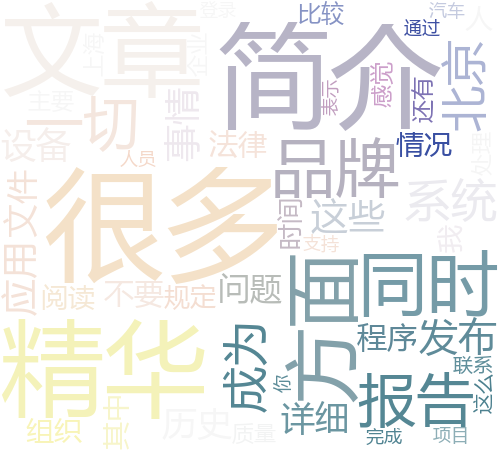 文章
简介
比较
登录
汽车
人
通过
一切
上海
企业
事情
表示
感觉
还有
北京
主要
设备
人员
法律
品牌
情况
处理
文件
应用
很多
时间
这些
系统
我
支持
阅读
不要
规定
问题
方面
同时
精华
成为
程序
发布
联系
你
报告
这么
组织
其中
历史
质量
详细
完成
项目